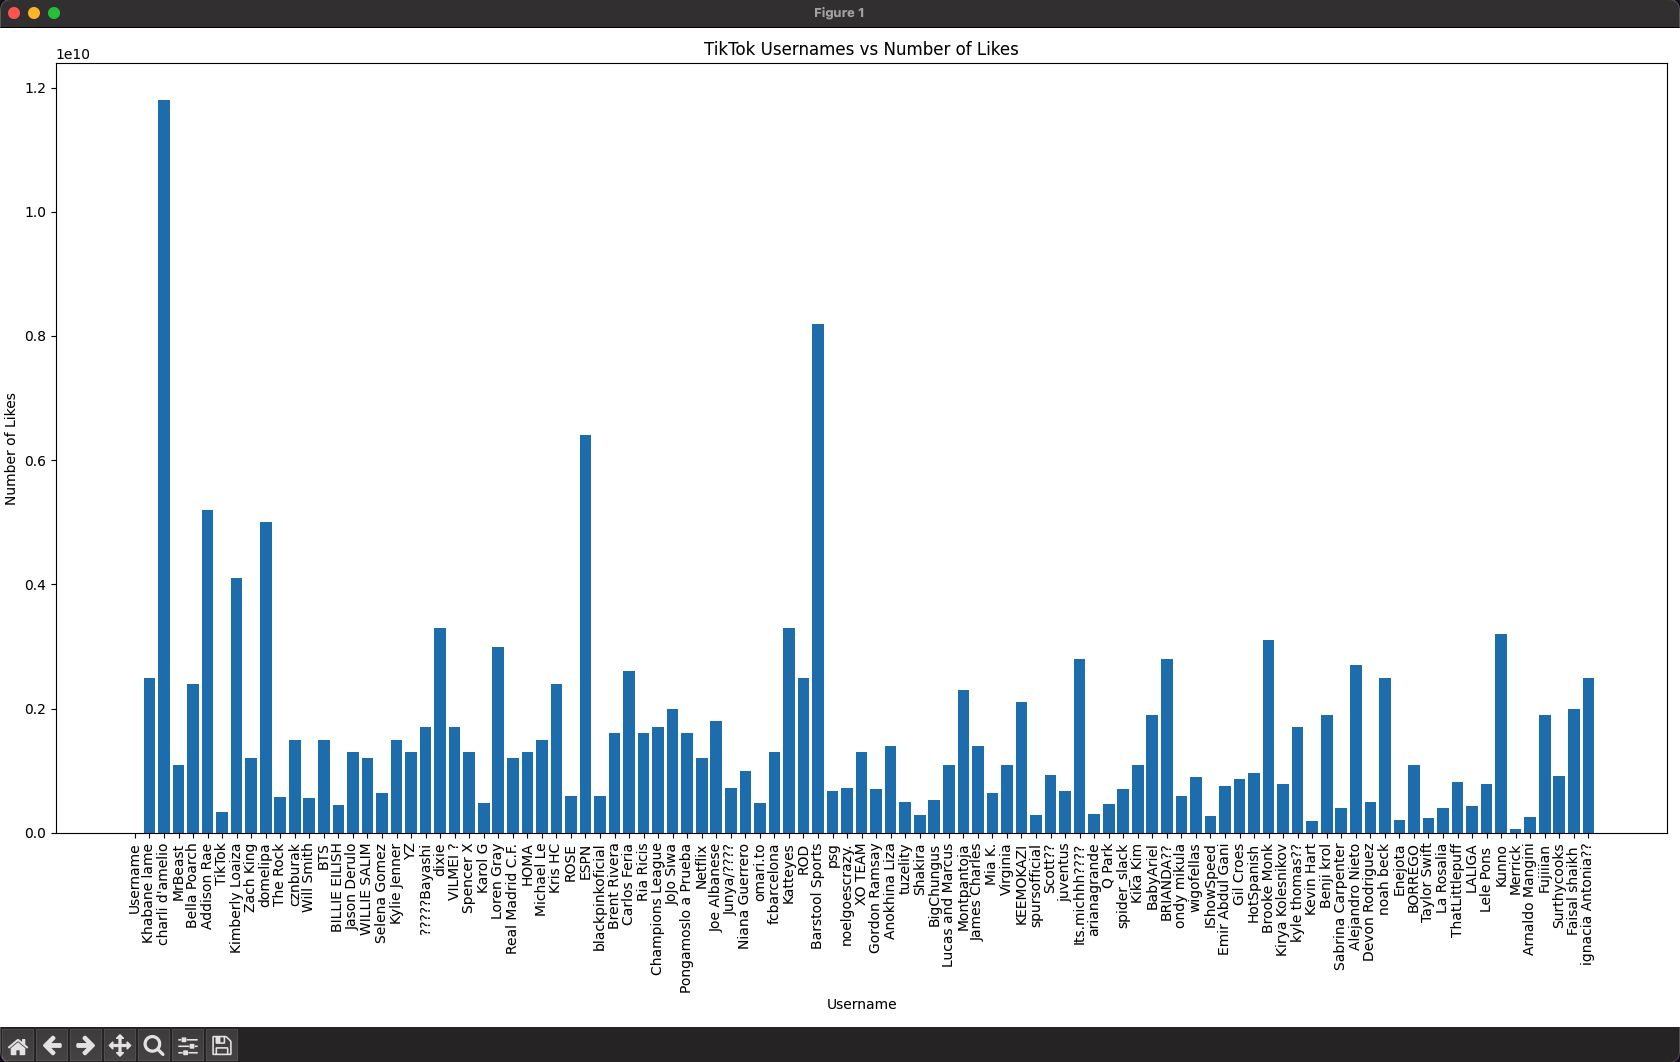 Figure 1
TikTok Usernames vs Number of Likes
1e10
1.2
1.0
0.8
0.6
0.4
0.2
0.0
Number of Likes
Username
Khabane lame
charli d'amelio
MrBeast
Bella Poarch
Addison Rae
TikTok
Kimberly Loaiza
Zach King
domelipa
The Rock
cznburak
Will Smith
BTS
BILLIE EILISH
Jason Derulo
WILLIE SALIM
Selena Gomez
Kylie Jenner
YZ
????Bayashi
dixie
VILMEI ?
Spencer X
Karol G
Loren Gray
Real Madrid C.F.
HOMA
Michael Le
Kris HC
ROSE
ESPN
blackpinkoficial
Brent Rivera
Carlos Feria
Ria Ricis
Champions League
JoJo Siwa
Pongamoslo a Prueba
Netflix
Joe Albanese
Junya/????
Niana Guerrero
omari.to
fcbarcelona
Katteyes
ROD
Barstool Sports
psg
noelgoescrazy.
XO TEAM
Gordon Ramsay
Anokhina Liza
tuzelity
Shakira
BigChungus
Lucas and Marcus
Montpantoja
James Charles
Mia K.
Virginia
KEEMOKAZI
spursofficial
Scott??
juventus
Its.michhh????
arianagrande
Q Park
spider_slack
Kika Kim
BabyAriel
BRIANDA??
ondy mikula
wigofellas
IShowSpeed
Emir Abdul Gani
Gil Croes
HotSpanish
Brooke Monk
Kirya Kolesnikov
kyle thomas??
Kevin Hart
Benji krol
Sabrina Carpenter
Alejandro Nieto
Devon Rodriguez
noah beck
Enejota
BORREGO
Taylor Swift
La Rosalia
ThatLittlepuff
LALIGA
Lele Pons
Kunno
Merrick
Arnaldo Mangini
Fujiiian
Surthycooks
Faisal shaikh
ignacia Antonia??
Username